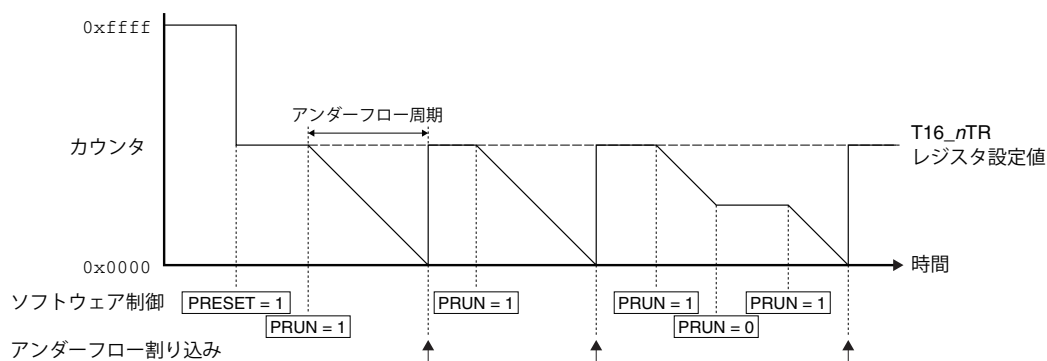 0xffff
アンダーフロー周期
カウンタ
T16_nTR
レジスタ設定値
0x0000
時間
ソフトウェア制御
PRESET = 1
PRUN = 1
PRUN = 1
PRUN = 1
PRUN = 0
PRUN = 1
アンダーフロー割り込み